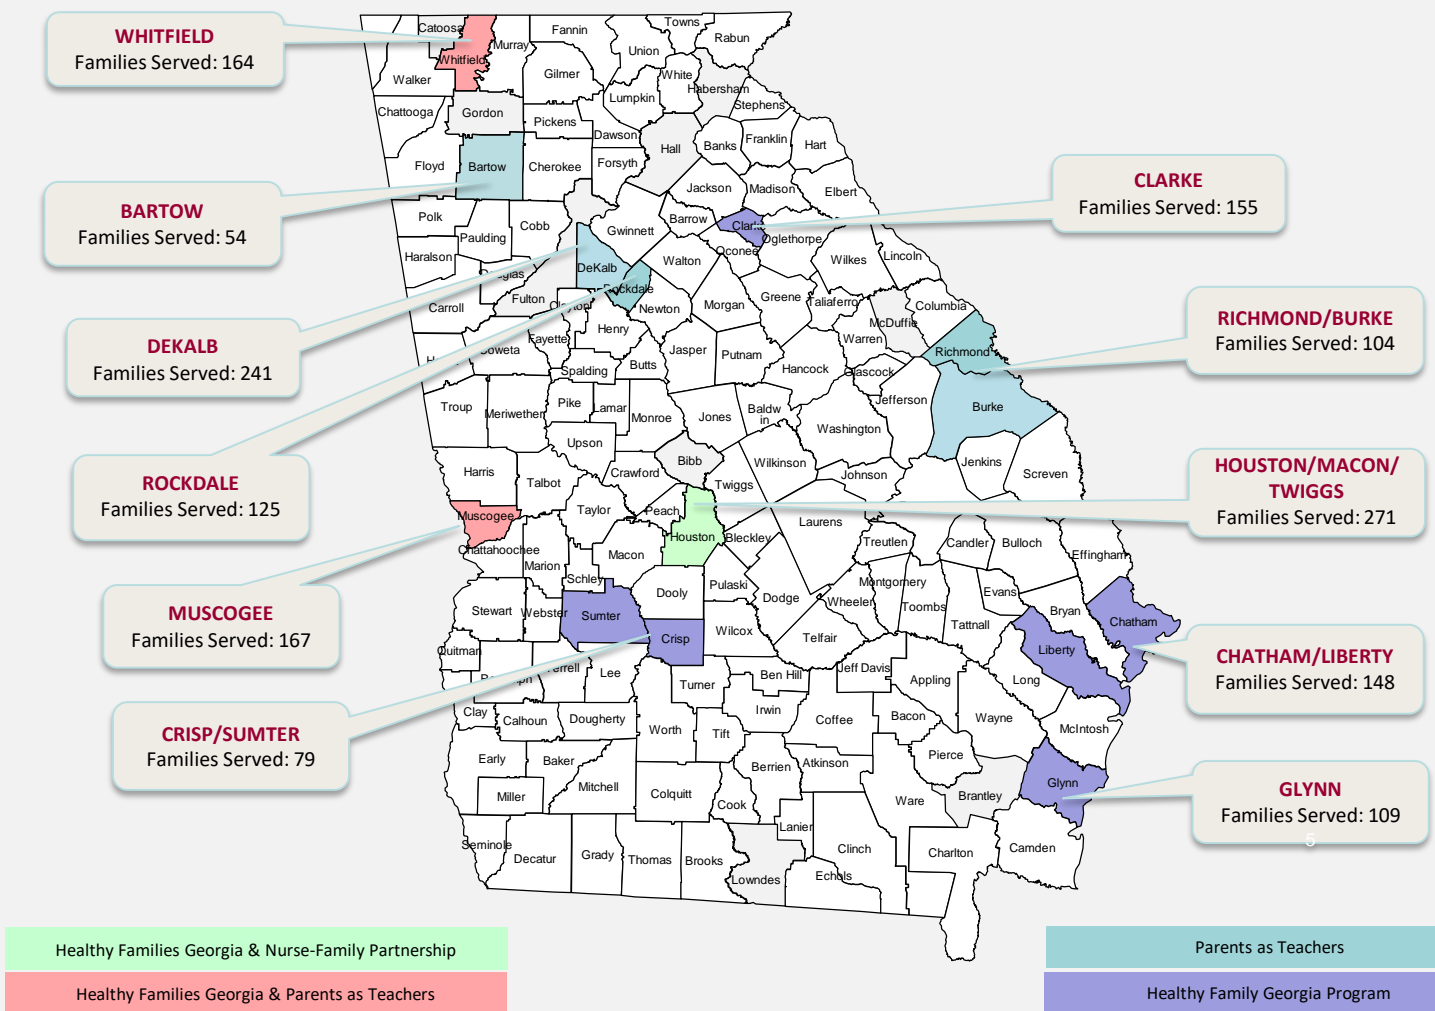 WHITFIELD
Families Served: 164
BARTOW
Families Served: 54
DEKALB
Families Served: 241
ROCKDALE
Families Served: 125
MUSCOGEE
Families Served: 167
CRISP/SUMTER
Families Served: 79
CLARKE
Families Served: 155
RICHMOND/BURKE
Families Served: 104
HOUSTON/MACON/
TWIGGS
Families Served: 271
CHATHAM/LIBERTY
Families Served: 148
GLYNN
Families Served: 109
5
Catoosa
Whitfield
Murray
Fannin
Towns
Union
Rabun
Walker
Gilmer
White
Lumpkin
Habersham
Stephens
Chattooga
Gordon
Pickens
Dawson
Hall
Banks
Franklin
Hart
Floyd
Bartow
Cherokee
Forsyth
Jackson
Madison
Elbert
Polk
Paulding
Cobb
Gwinnett
Barrow
Oglethorpe
Oconee
Haralson
DeKalb
Walton
Wilkes
Lincoln
Carroll
Fulton
Rockdale
Newton
Morgan
Greene
Taliaferro
Columbia
McDuffie
Henry
Fayette
Coweta
Spalding
Butts
Jasper
Putnam
Hancock
Warren
Glascock
Richmond
Jefferson
Burke
Troup
Meriwether
Pike
Lamar
Monroe
Jones
Baldw
in
Washington
Upson
Bibb
Wilkinson
Jenkins
Screven
Harris
Talbot
Crawford
Twiggs
Johnson
Muscogee
Taylor
Peach
Houston
Bleckley
Laurens
Treutlen
Candler
Bulloch
Effingham
Chattahoochee
Marion
Macon
Schley
Dooly
Pulaski
Dodge
Wheeler
Montgomery
Toombs
Tattnall
Evans
Bryan
Chatham
Stewart
Webster
Sumter
Crisp
Wilcox
Telfair
Liberty
Long
Quitman
Lee
Turner
Ben Hill
Jeff Davis
Appling
Wayne
McIntosh
Clay
Calhoun
Dougherty
Worth
Tift
Irwin
Coffee
Bacon
Pierce
Early
Baker
Mitchell
Miller
Colquitt
Berrien
Atkinson
Cook
Ware
Brantley
Glynn
Lanier
Seminole
Decatur
Grady
Thomas
Brooks
Lowndes
Clinch
Echols
Charlton
Camden
Healthy Families Georgia & Nurse-Family Partnership
Healthy Families Georgia & Parents as Teachers
Parents as Teachers
Healthy Family Georgia Program